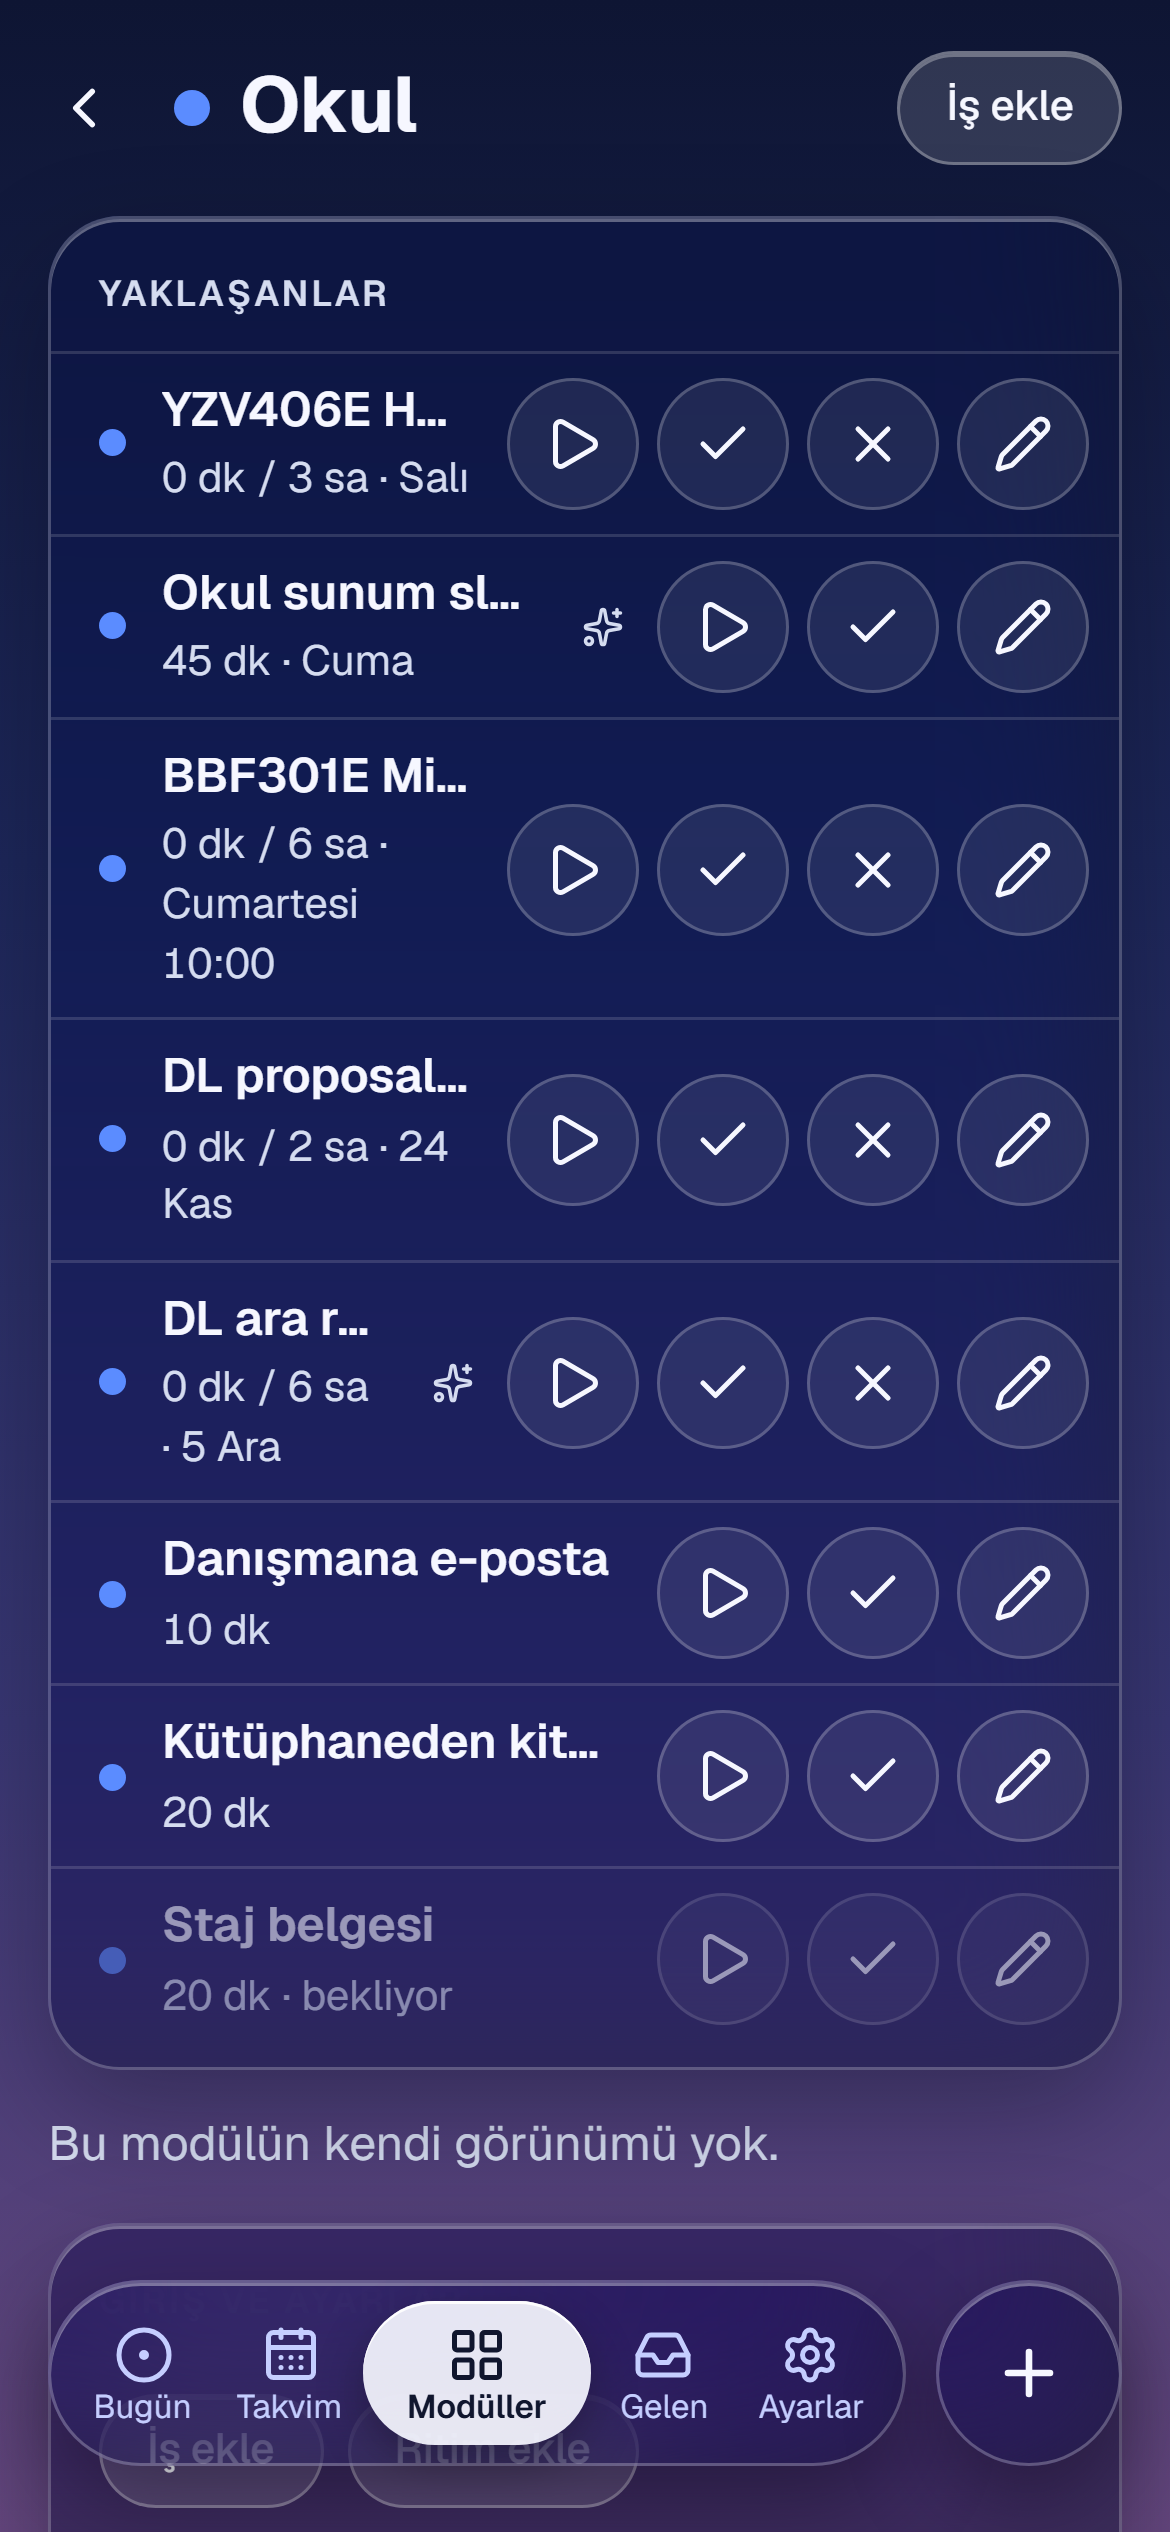 Okul
İş ekle
YAKLAŞANLAR
YZV406E H...
0 dk / 3 sa · Salı
Okul sunum sl...
45 dk · Cuma
BBF301E Mi...
0 dk / 6 sa ·
Cumartesi
10:00
DL proposal...
0 dk / 2 sa · 24
Kas
DL ara r...
0 dk / 6 sa
· 5 Ara
Danışmana e-posta
10 dk
Kütüphaneden kit...
20 dk
Staj belgesi
20 dk · bekliyor
Bu modülün kendi görünümü yok.
Bugün
Takvim
Modüller
Gelen
Ayarlar
İş ekle
Ritim ekle